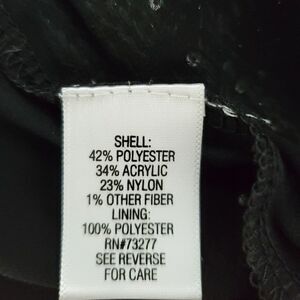 SHELL:
42% POLYESTER
34% ACRYLIC
23% NYLON
1% OTHER FIBER
LINING:
100% POLYESTER
RN#73277
SEE REVERSE
FOR CARE